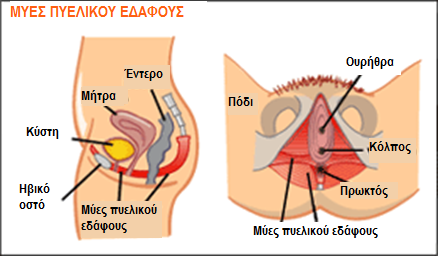 ΜΥΕΣ ΠΥΕΛΙΚΟΥ ΕΔΑΦΟΥΣ
Έντερο
Μήτρα
Κύστη
Ηβικό
οστό
Μύες πυελικού
εδάφους
Ουρήθρα
Πόδι
Κόλπος
Πρωκτός
Μύες πυελικού εδάφους